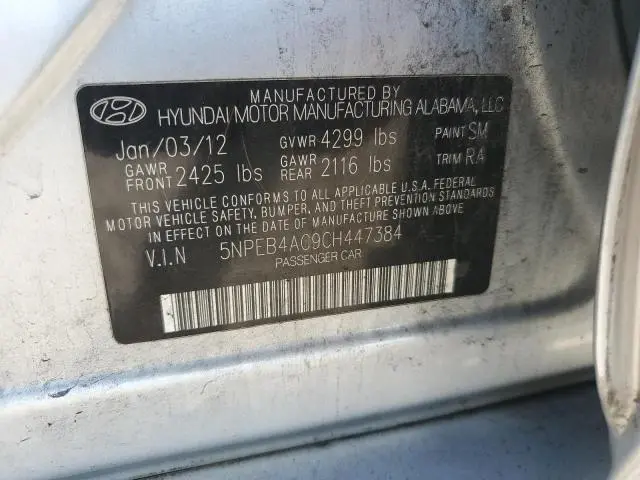 MANUFACTURED BY
HYUNDAI MOTOR MANUFACTURING ALABAMA, LLC
Jan/03/12 GVWR 4299 lbs PAINT SM
GAWR FRONT 2425 lbs GAWR REAR 2116 lbs TRIM RA
THIS VEHICLE CONFORMS TO ALL APPLICABLE U.S.A. FEDERAL
MOTOR VEHICLE SAFETY, BUMPER, AND THEFT PREVENTION STANDARDS
IN EFFECT ON THE DATE OF MANUFACTURE SHOWN ABOVE.
V.I.N 5NPEB4AC9CH447384
PASSENGER CAR